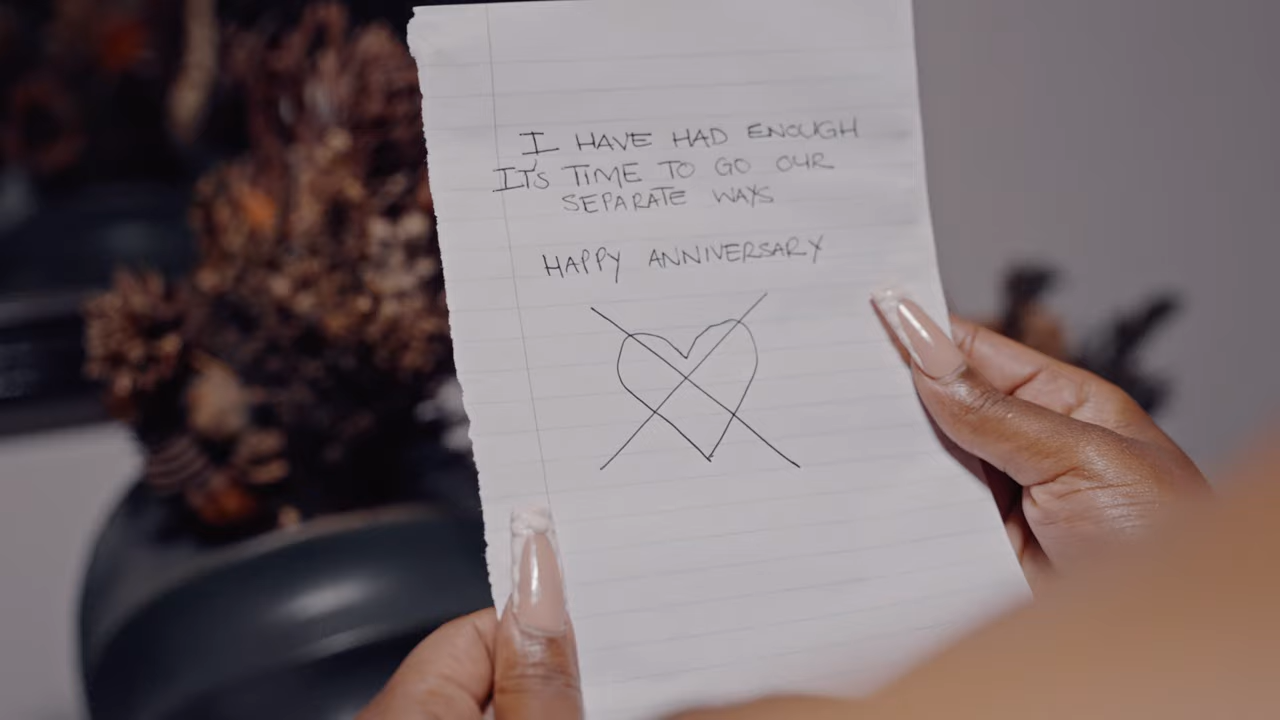 I HAVE HAD ENOUGH
IT'S TIME TO GO OUR
SEPARATE WAYS
HAPPY ANNIVERSARY